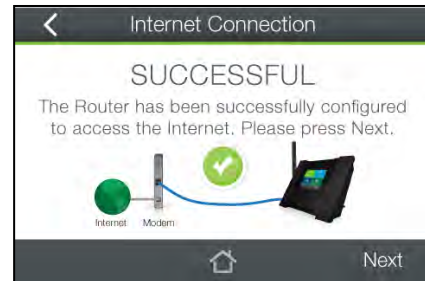 Internet Connection
SUCCESSFUL
The Router has been successfully configured
to access the Internet. Please press Next.
Internet Modem
Next